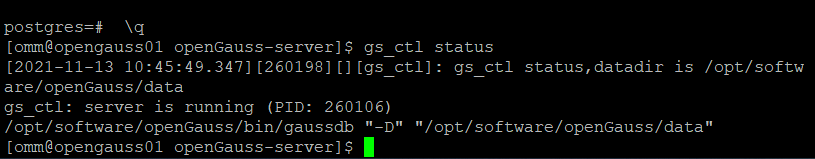 postgres=#  \q
[omm@opengauss01 openGauss-server]$ gs_ctl status
[2021-11-13 10:45:49.347][260198][][gs_ctl]: gs_ctl status,datadir is /opt/softw
are/openGauss/data
gs_ctl: server is running (PID: 260106)
/opt/software/openGauss/bin/gaussdb "-D" "/opt/software/openGauss/data"
[omm@opengauss01 openGauss-server]$